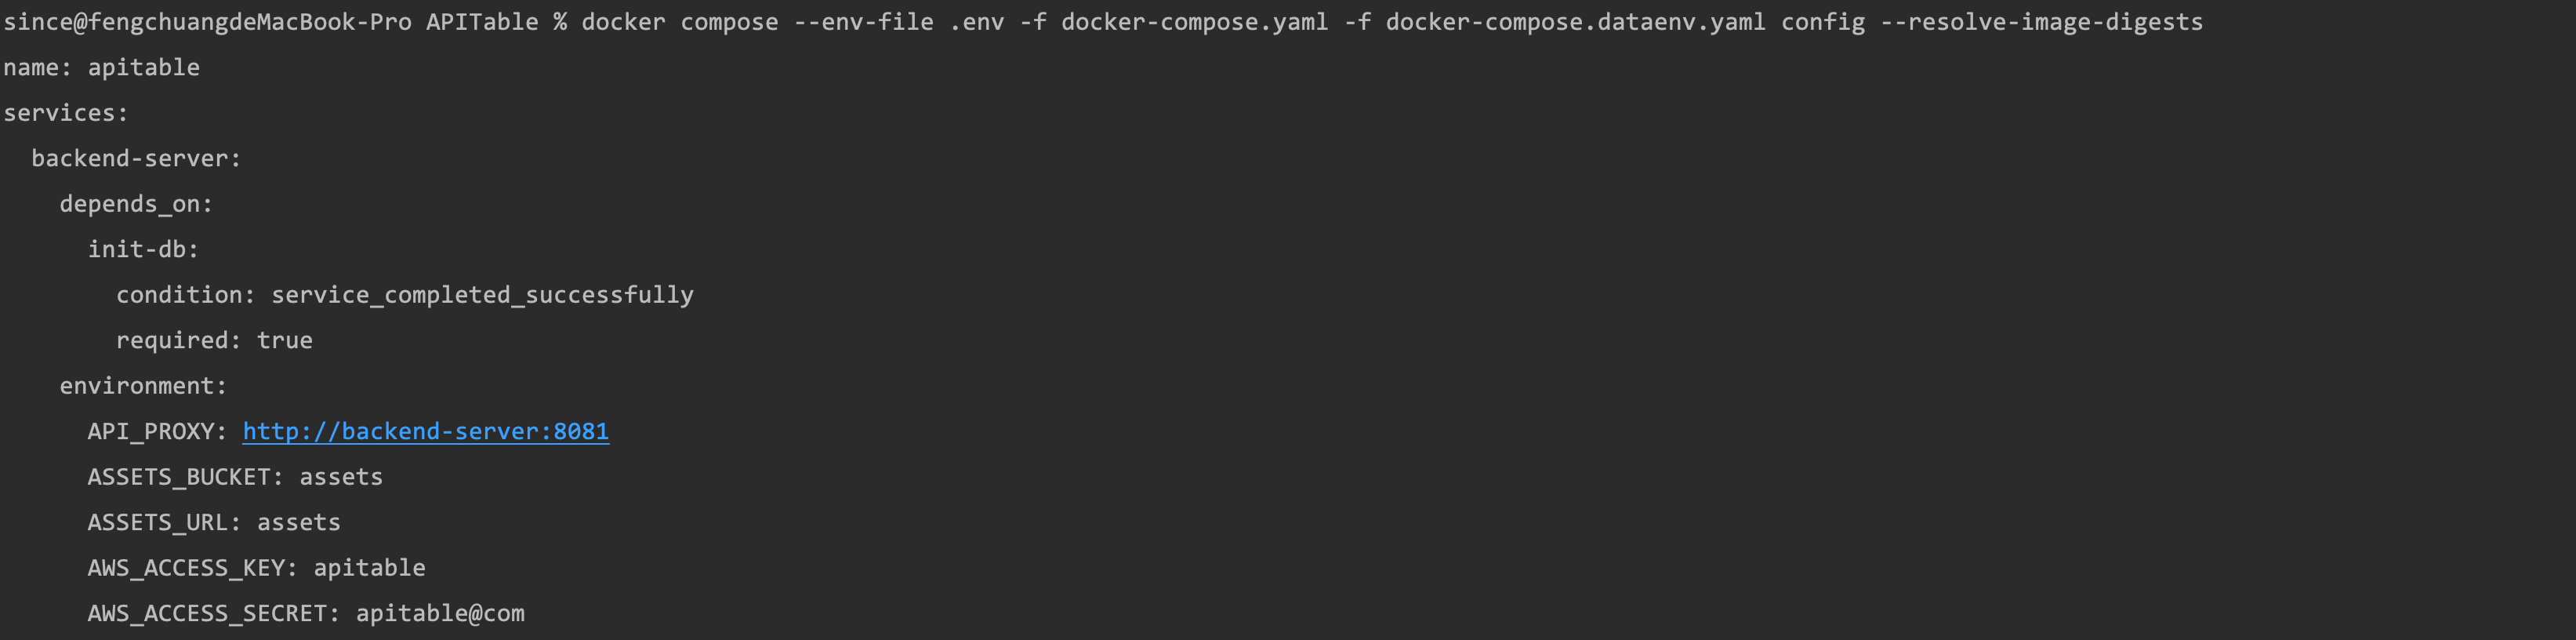 since@fengchuangdeMacBook-Pro APITable % docker compose --env-file .env -f docker-compose.yaml -f docker-compose.dataenv.yaml config --resolve-image-digests
name: apitable
services:
  backend-server:
    depends_on:
      init-db:
        condition: service_completed_successfully
        required: true
    environment:
      API_PROXY: http://backend-server:8081
      ASSETS_BUCKET: assets
      ASSETS_URL: assets
      AWS_ACCESS_KEY: apitable
      AWS_ACCESS_SECRET: apitable@com